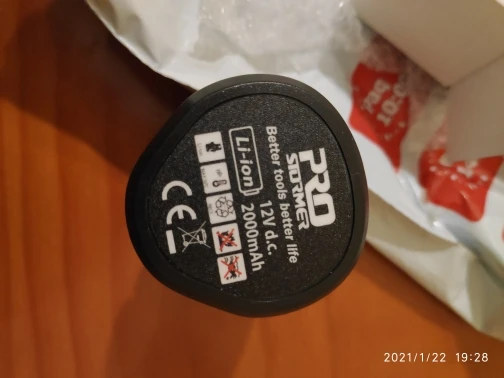 PRO
STORMER
Better tools better life
12V d.c.
Li-ion
2000mAh
CE
2021/1/22 19:28